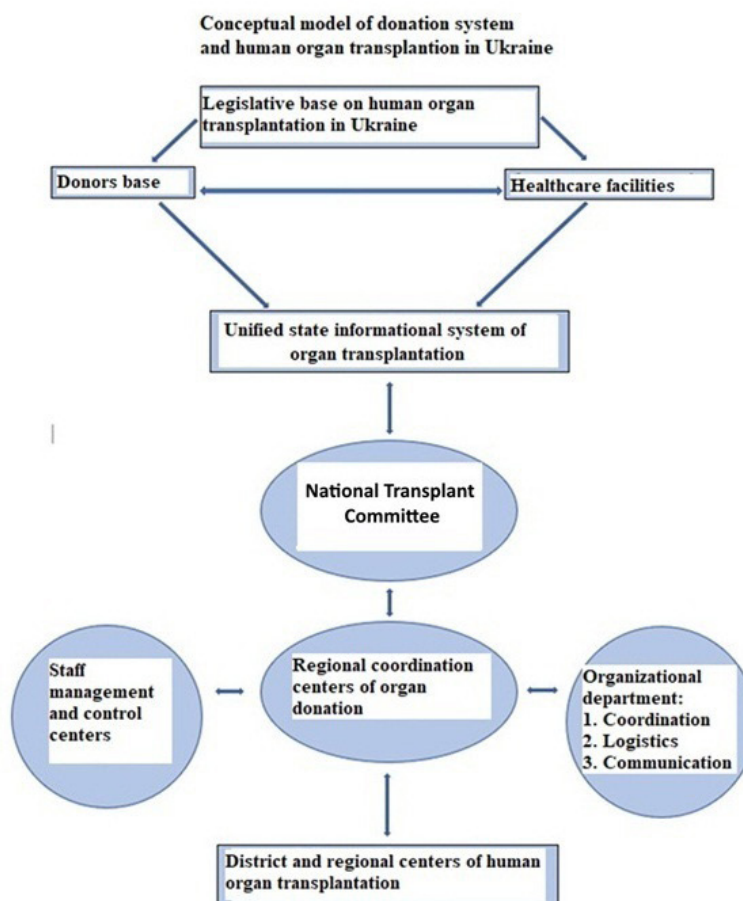 Conceptual model of donation system
and human organ transplantion in Ukraine
Legislative base on human organ
transplantation in Ukraine
Donors base
Healthcare facilities
Unified state informational system of
organ transplantation
National Transplant
Committee
Staff
management
and control
centers
Regional coordination
centers of organ
donation
Organizational
department:
1. Coordination
2. Logistics
3. Communication
District and regional centers of human
organ transplantation